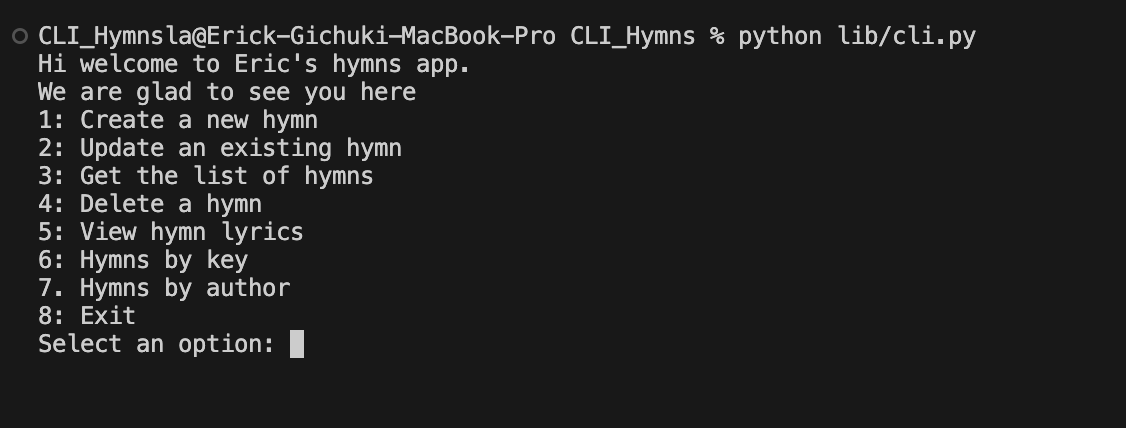 CLI_Hymnsla@Erick-Gichuki-MacBook-Pro CLI_Hymns % python lib/cli.py
Hi welcome to Eric's hymns app.
We are glad to see you here
1: Create a new hymn
2: Update an existing hymn
3: Get the list of hymns
4: Delete a hymn
5: View hymn lyrics
6: Hymns by key
7. Hymns by author
8: Exit
Select an option: